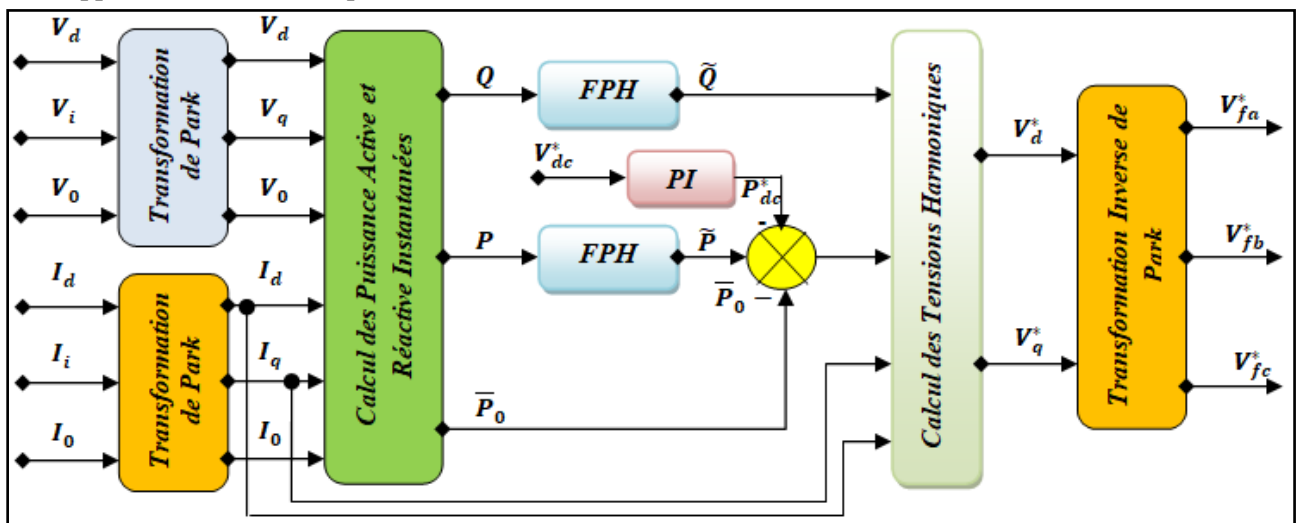 V_d
V_i
V_0
Transformation
de Park
V_d
V_q
V_0
I_d
I_i
I_0
Transformation
de Park
I_d
I_q
I_0
Calcul des Puissance Active et
Réactive Instantanées
Q
FPH
Q̃
V*_dc
PI
P*_dc
-
P
FPH
P̃
P̅_0
−
P̅_0
Calcul des Tensions Harmoniques
V*_d
V*_q
Transformation Inverse de
Park
V*_fa
V*_fb
V*_fc